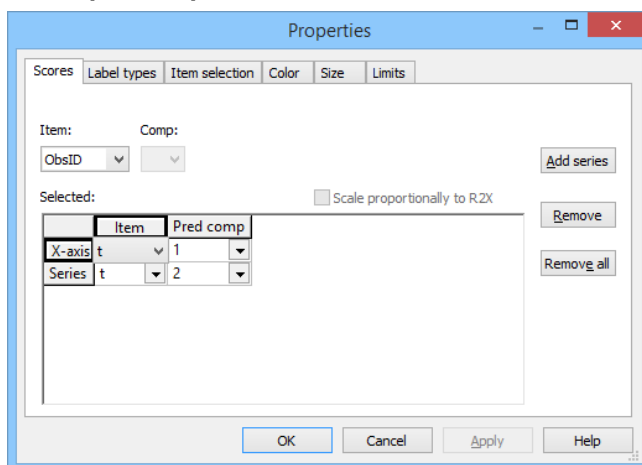 Properties
Scores Label types Item selection Color Size Limits
Item: Comp:
ObsID
Add series
Selected: Scale proportionally to R2X
Remove
Item Pred comp
X-axis t 1
Remove all
Series t 2
OK Cancel Apply Help